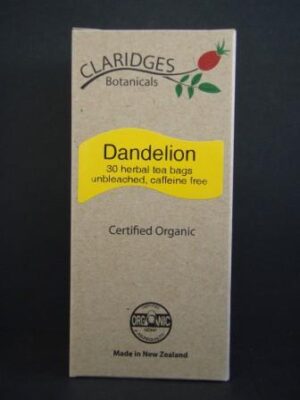 CLARIDGES
Botanicals
Dandelion
30 herbal tea bags
unbleached, caffeine free
Certified Organic
ORGANIC
Made in New Zealand